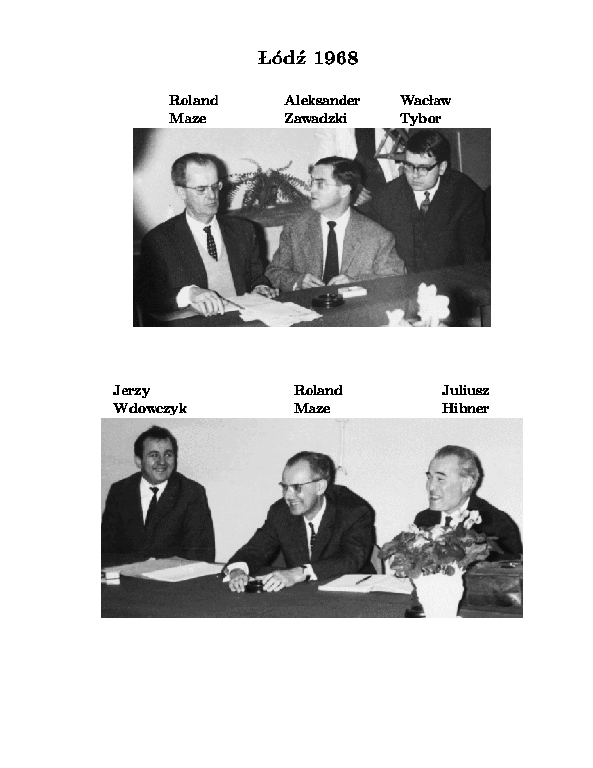 Łódź 1968
Roland Aleksander Wacław
Maze Zawadzki Tybor
Jerzy Roland Juliusz
Wdowczyk Maze Hibner